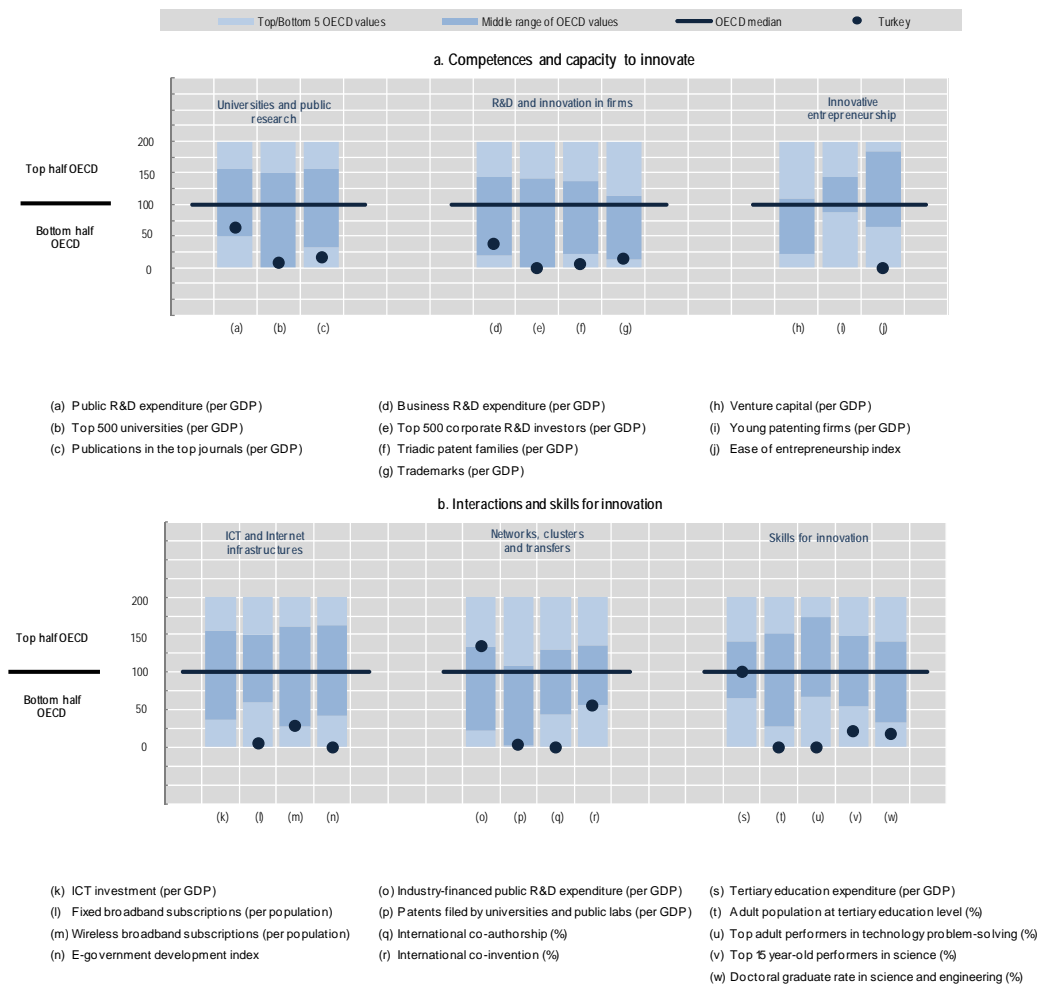 Top/Bottom 5 OECD values Middle range of OECD values OECD median Turkey
a. Competences and capacity to innovate
Universities and public
research
R&D and innovation in firms
Innovative
entrepreneurship
200
150
100
50
0
Top half OECD
Bottom half
OECD
(a) (b) (c) (d) (e) (f) (g) (h) (i) (j)
(a) Public R&D expenditure (per GDP)
(b) Top 500 universities (per GDP)
(c) Publications in the top journals (per GDP)
(d) Business R&D expenditure (per GDP)
(e) Top 500 corporate R&D investors (per GDP)
(f) Triadic patent families (per GDP)
(g) Trademarks (per GDP)
(h) Venture capital (per GDP)
(i) Young patenting firms (per GDP)
(j) Ease of entrepreneurship index
b. Interactions and skills for innovation
ICT and Internet
infrastructures
Networks, clusters
and transfers
Skills for innovation
200
150
100
50
0
Top half OECD
Bottom half
OECD
(k) (l) (m) (n) (o) (p) (q) (r) (s) (t) (u) (v) (w)
(k) ICT investment (per GDP)
(l) Fixed broadband subscriptions (per population)
(m) Wireless broadband subscriptions (per population)
(n) E-government development index
(o) Industry-financed public R&D expenditure (per GDP)
(p) Patents filed by universities and public labs (per GDP)
(q) International co-authorship (%)
(r) International co-invention (%)
(s) Tertiary education expenditure (per GDP)
(t) Adult population at tertiary education level (%)
(u) Top adult performers in technology problem-solving (%)
(v) Top 15 year-old performers in science (%)
(w) Doctoral graduate rate in science and engineering (%)